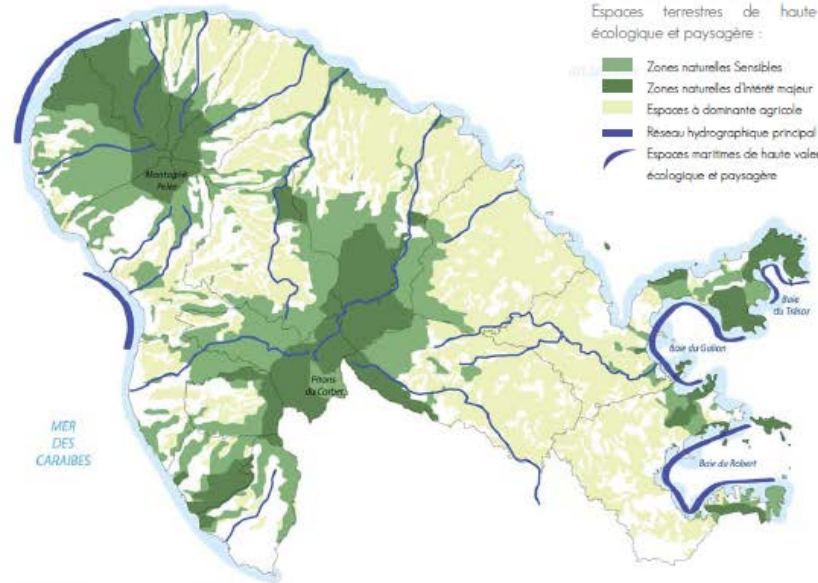 Espaces terrestres de haute
écologique et paysagère :
Zones naturelles Sensibles
Zones naturelles d'Intérêt majeur
Espaces à dominante agricole
Réseau hydrographique principal
Espaces maritimes de haute vale
écologique et paysagère
Montagne
Pelée
Baie
du Trésor
Baie du Galion
Pitons
du Carbet
MER
DES
CARAIBES
Baie du Robert